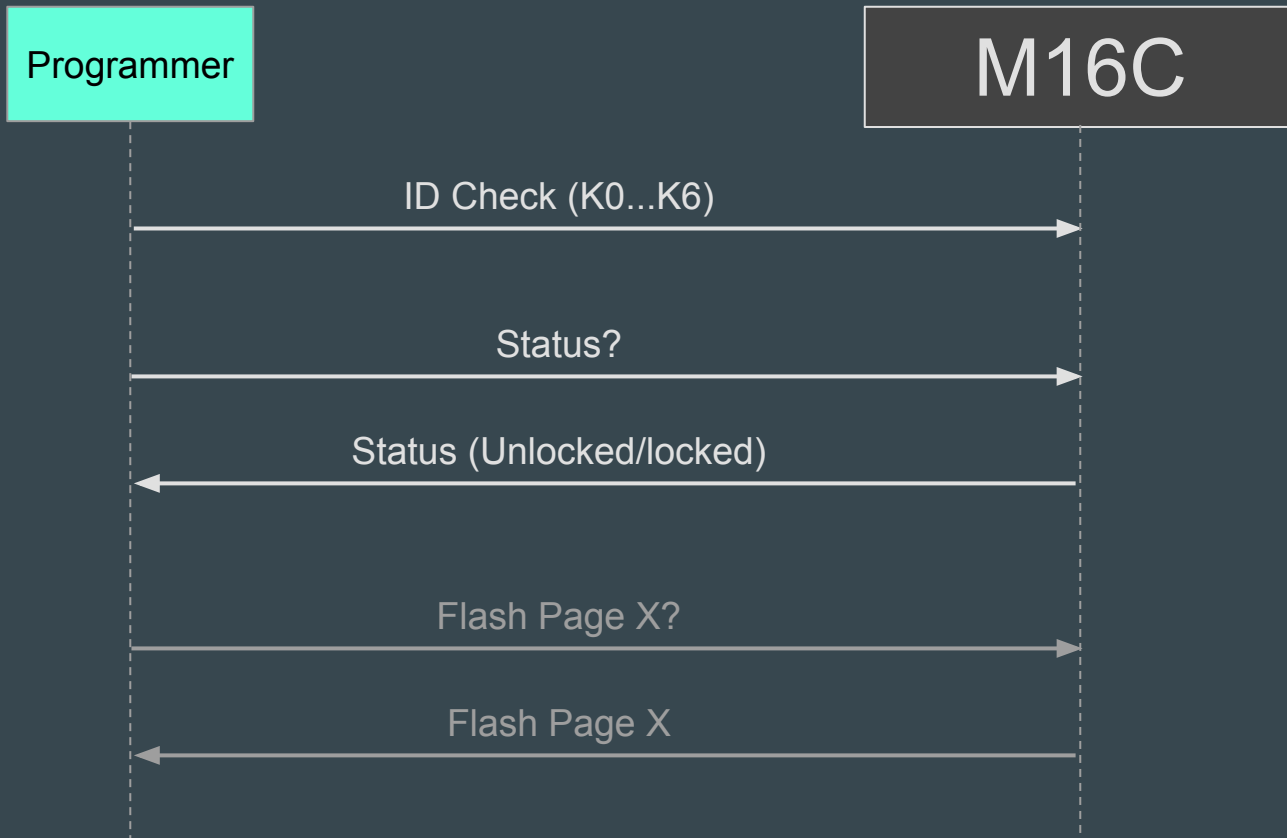 Programmer
M16C
ID Check (K0...K6)
Status?
Status (Unlocked/locked)
Flash Page X?
Flash Page X